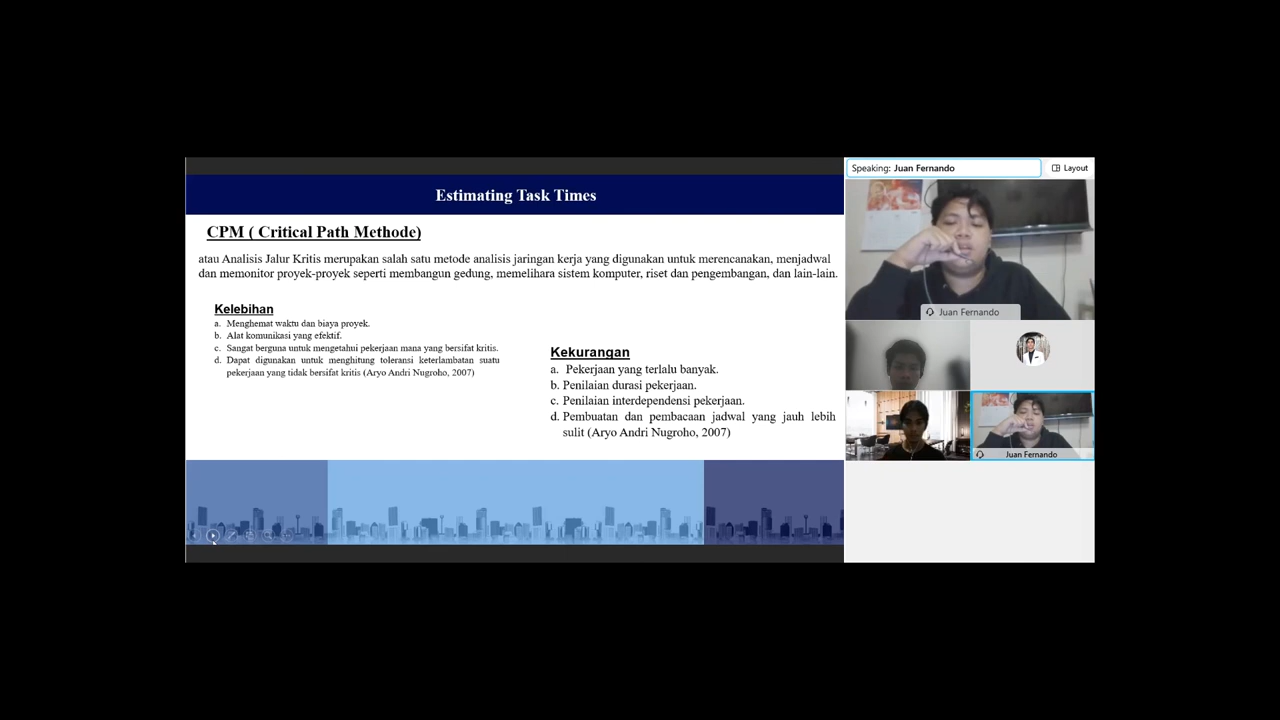 Estimating Task Times
CPM ( Critical Path Methode)
atau Analisis Jalur Kritis merupakan salah satu metode analisis jaringan kerja yang digunakan untuk merencanakan, menjadwal
dan memonitor proyek-proyek seperti membangun gedung, memelihara sistem komputer, riset dan pengembangan, dan lain-lain.
Kelebihan
a. Menghemat waktu dan biaya proyek.
b. Alat komunikasi yang efektif.
c. Sangat berguna untuk mengetahui pekerjaan mana yang bersifat kritis.
d. Dapat digunakan untuk menghitung toleransi keterlambatan suatu
pekerjaan yang tidak bersifat kritis (Aryo Andri Nugroho, 2007)
Kekurangan
a. Pekerjaan yang terlalu banyak.
b. Penilaian durasi pekerjaan.
c. Penilaian interdependensi pekerjaan.
d. Pembuatan dan pembacaan jadwal yang jauh lebih
sulit (Aryo Andri Nugroho, 2007)
Speaking: Juan Fernando
Layout
Juan Fernando
Juan Fernando